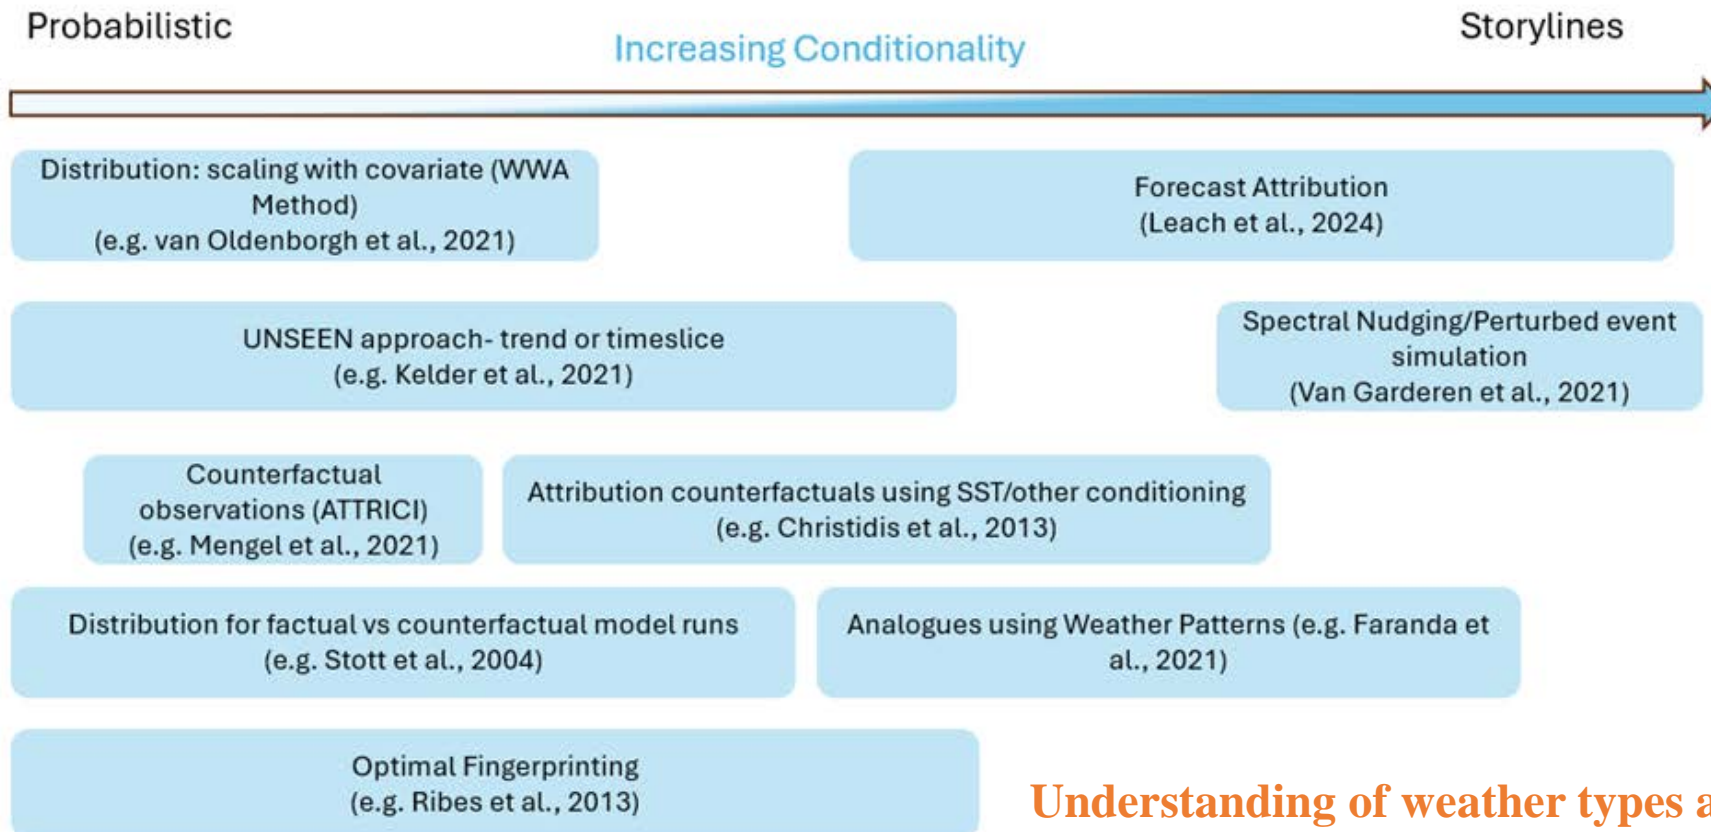 Probabilistic
Increasing Conditionality
Storylines
Distribution: scaling with covariate (WWA
Method)
(e.g. van Oldenborgh et al., 2021)
Forecast Attribution
(Leach et al., 2024)
UNSEEN approach- trend or timeslice
(e.g. Kelder et al., 2021)
Spectral Nudging/Perturbed event
simulation
(Van Garderen et al., 2021)
Counterfactual
observations (ATTRICI)
(e.g. Mengel et al., 2021)
Attribution counterfactuals using SST/other conditioning
(e.g. Christidis et al., 2013)
Distribution for factual vs counterfactual model runs
(e.g. Stott et al., 2004)
Analogues using Weather Patterns (e.g. Faranda et
al., 2021)
Optimal Fingerprinting
(e.g. Ribes et al., 2013)
Understanding of weather types a